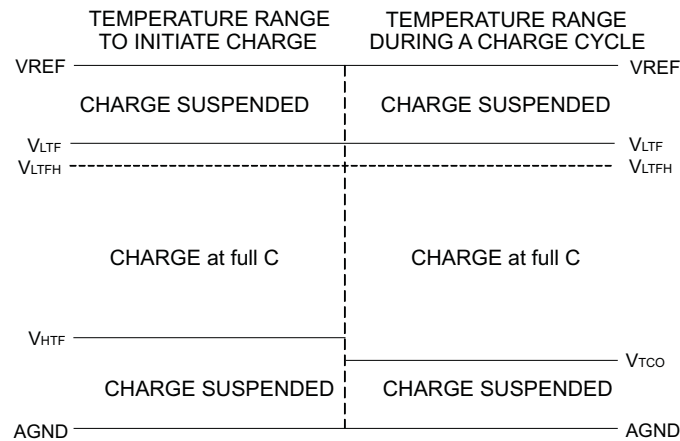 TEMPERATURE RANGE
TO INITIATE CHARGE
TEMPERATURE RANGE
DURING A CHARGE CYCLE
VREF
VREF
CHARGE SUSPENDED
CHARGE SUSPENDED
VLTF
VLTF
VLTFH
VLTFH
CHARGE at full C
CHARGE at full C
VHTF
VTCO
CHARGE SUSPENDED
CHARGE SUSPENDED
AGND
AGND